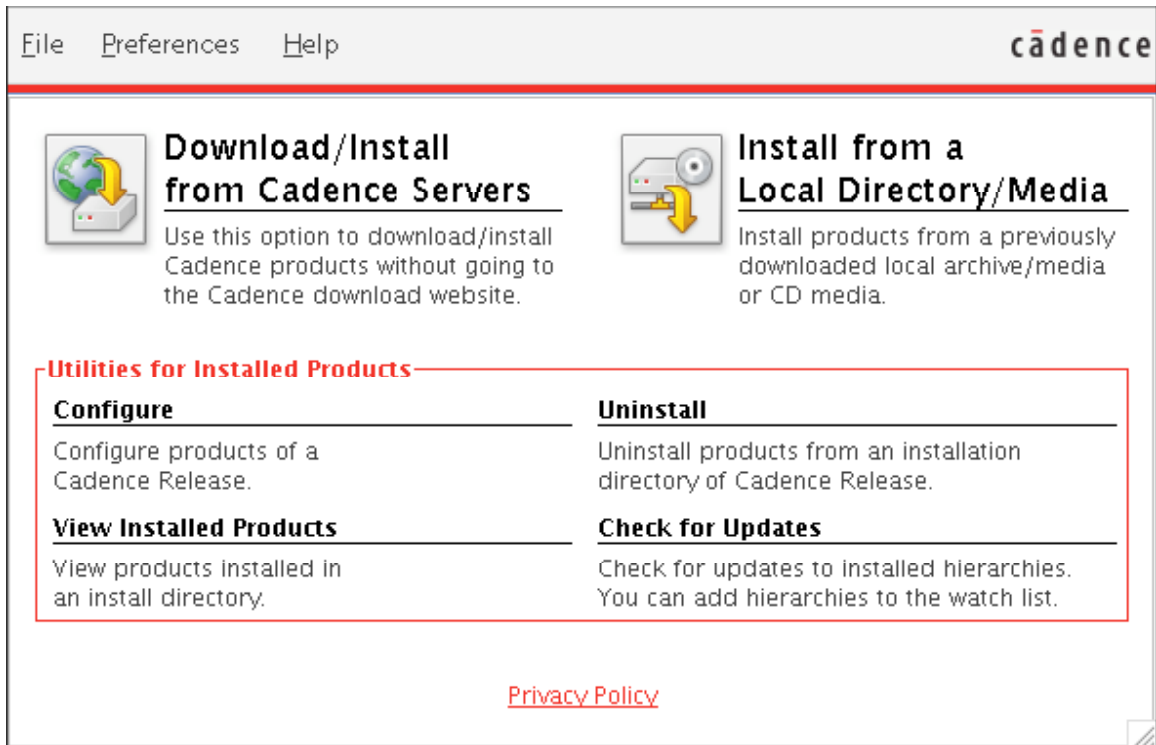 File Preferences Help cādence
Download/Install
from Cadence Servers
Use this option to download/install
Cadence products without going to
the Cadence download website.
Install from a
Local Directory/Media
Install products from a previously
downloaded local archive/media
or CD media.
Utilities for Installed Products
Configure
Configure products of a
Cadence Release.
Uninstall
Uninstall products from an installation
directory of Cadence Release.
View Installed Products
View products installed in
an install directory.
Check for Updates
Check for updates to installed hierarchies.
You can add hierarchies to the watch list.
Privacy Policy